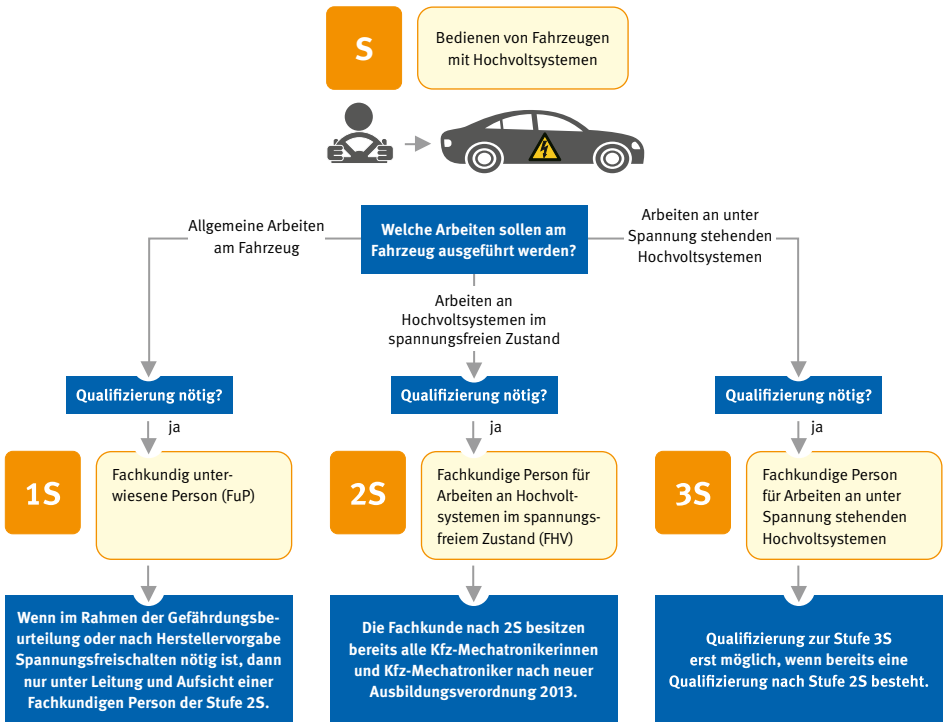 S
Bedienen von Fahrzeugen
mit Hochvoltsystemen
Allgemeine Arbeiten
am Fahrzeug
Welche Arbeiten sollen am
Fahrzeug ausgeführt werden?
Arbeiten an unter
Spannung stehenden
Hochvoltsystemen
Arbeiten an
Hochvoltsystemen im
spannungsfreien Zustand
Qualifizierung nötig?
ja
1S
Fachkundig unter-
wiesene Person (FuP)
Wenn im Rahmen der Gefährdungsbe-
urteilung oder nach Herstellervorgabe
Spannungsfreischalten nötig ist, dann
nur unter Leitung und Aufsicht einer
Fachkundigen Person der Stufe 2S.
Qualifizierung nötig?
ja
2S
Fachkundige Person für
Arbeiten an Hochvolt-
systemen im spannungs-
freiem Zustand (FHV)
Die Fachkunde nach 2S besitzen
bereits alle Kfz-Mechatronikerinnen
und Kfz-Mechatroniker nach neuer
Ausbildungsverordnung 2013.
Qualifizierung nötig?
ja
3S
Fachkundige Person
für Arbeiten an unter
Spannung stehenden
Hochvoltsystemen
Qualifizierung zur Stufe 3S
erst möglich, wenn bereits eine
Qualifizierung nach Stufe 2S besteht.